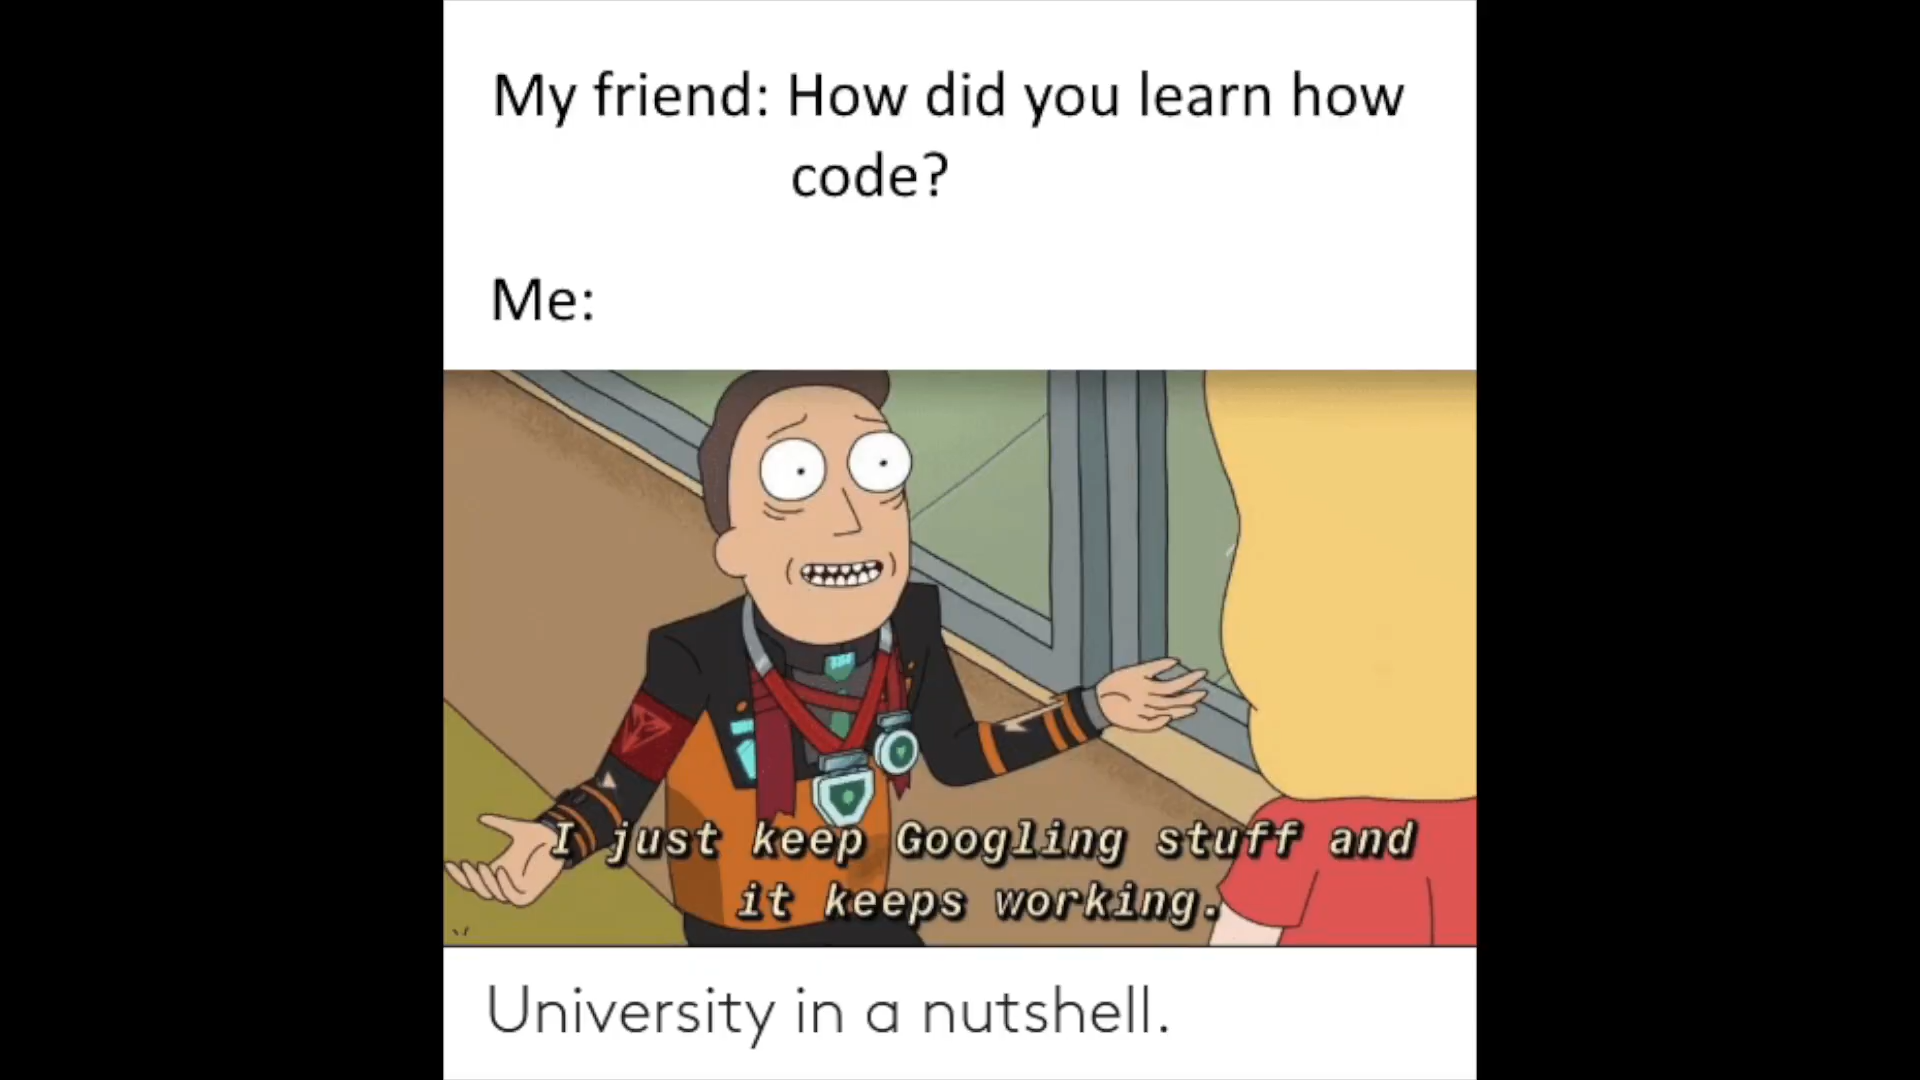 My friend: How did you learn how
code?
Me:
I just keep Googling stuff and
it keeps working.
University in a nutshell.